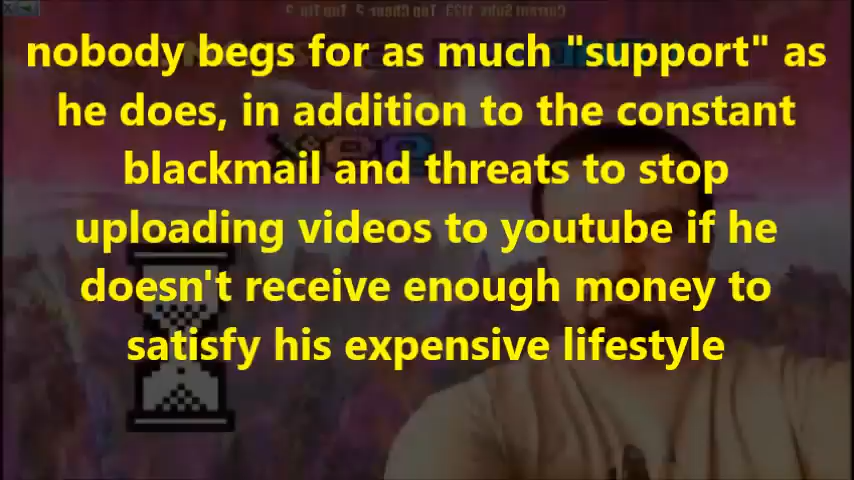 nobody begs for as much "support" as
he does, in addition to the constant
blackmail and threats to stop
uploading videos to youtube if he
doesn't receive enough money to
satisfy his expensive lifestyle